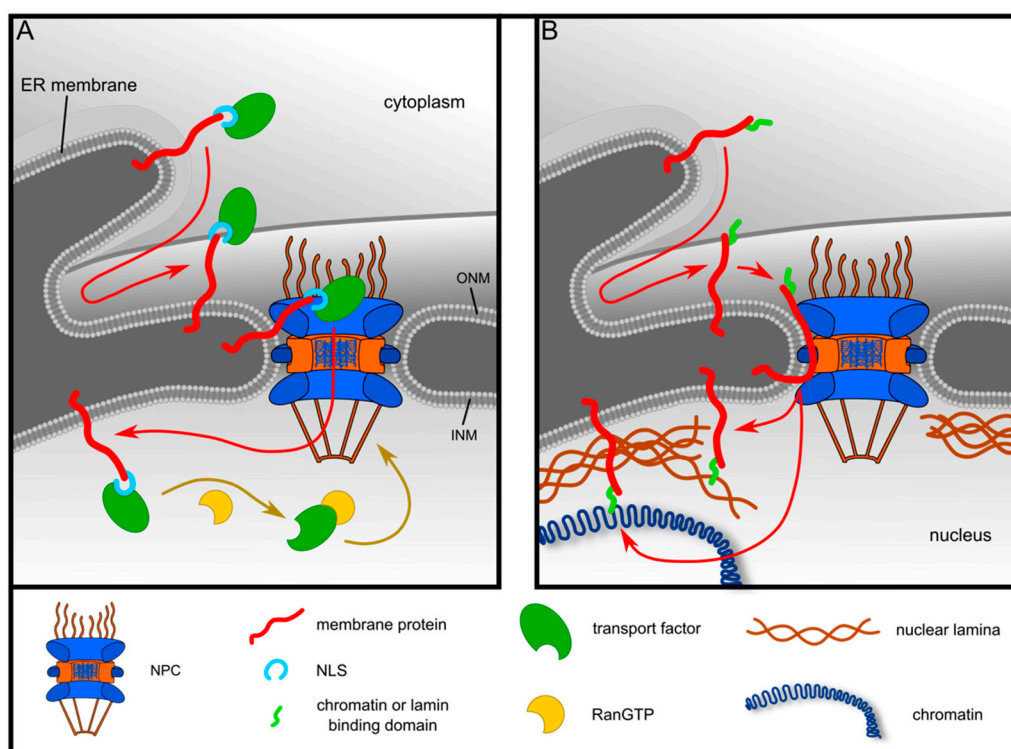 A
ER membrane
cytoplasm
ONM
INM
B
nucleus
NPC
membrane protein
NLS
chromatin or lamin
binding domain
transport factor
RanGTP
nuclear lamina
chromatin